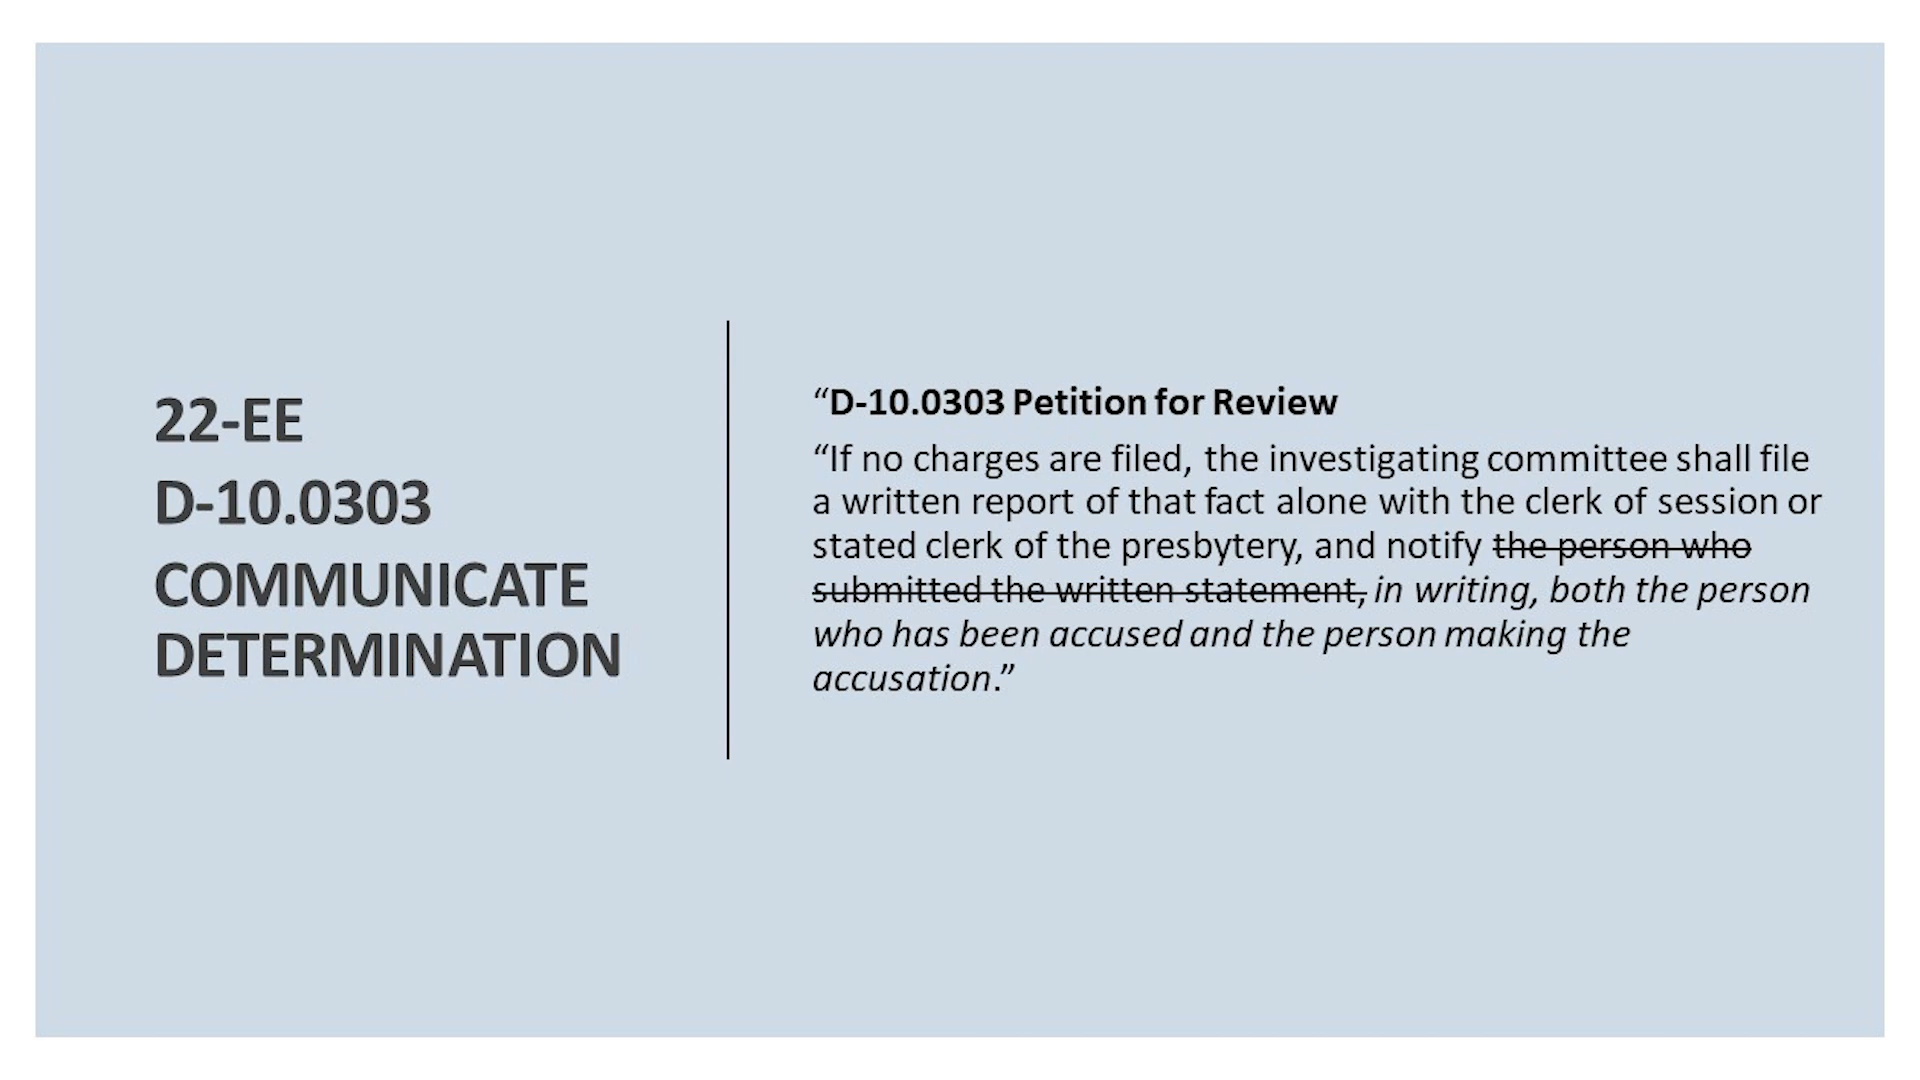 22-EE
D-10.0303
COMMUNICATE
DETERMINATION
“D-10.0303 Petition for Review
“If no charges are filed, the investigating committee shall file
a written report of that fact alone with the clerk of session or
stated clerk of the presbytery, and notify the person who
submitted the written statement, in writing, both the person
who has been accused and the person making the
accusation.”